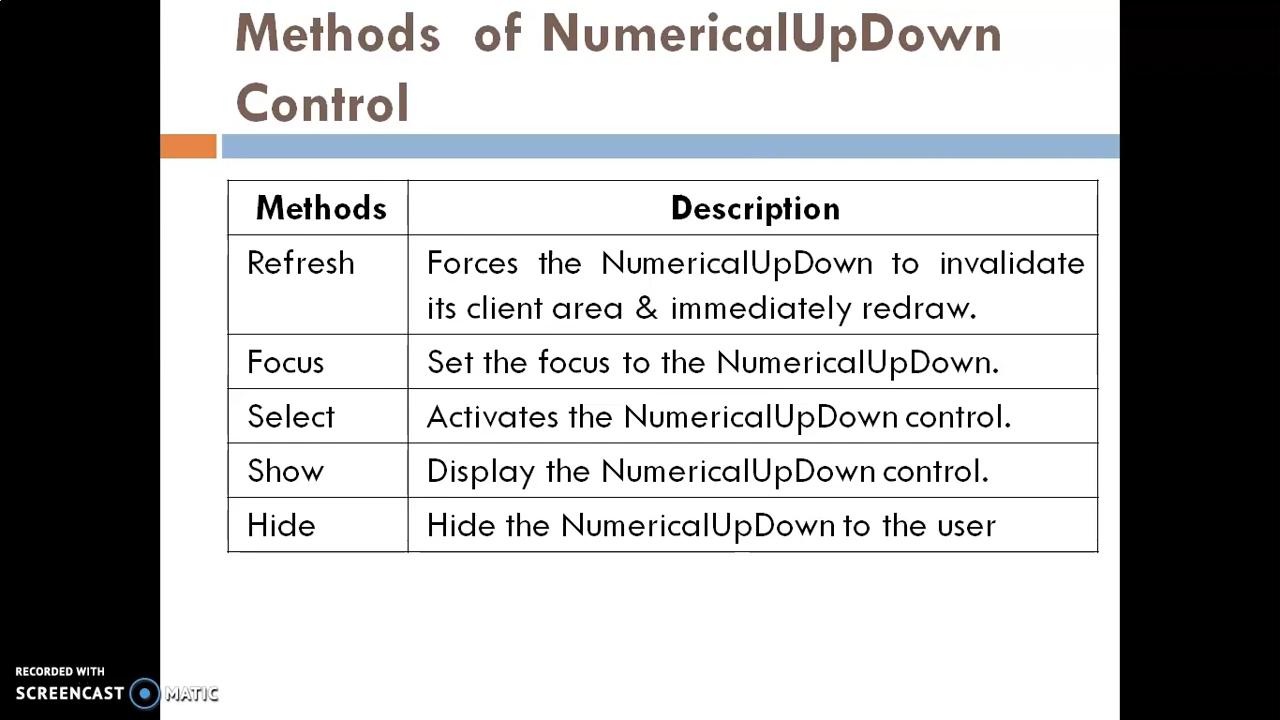 Methods of NumericalUpDown
Control
Methods Description
Refresh Forces the NumericalUpDown to invalidate
its client area & immediately redraw.
Focus Set the focus to the NumericalUpDown.
Select Activates the NumericalUpDown control.
Show Display the NumericalUpDown control.
Hide Hide the NumericalUpDown to the user
RECORDED WITH
SCREENCAST MATIC